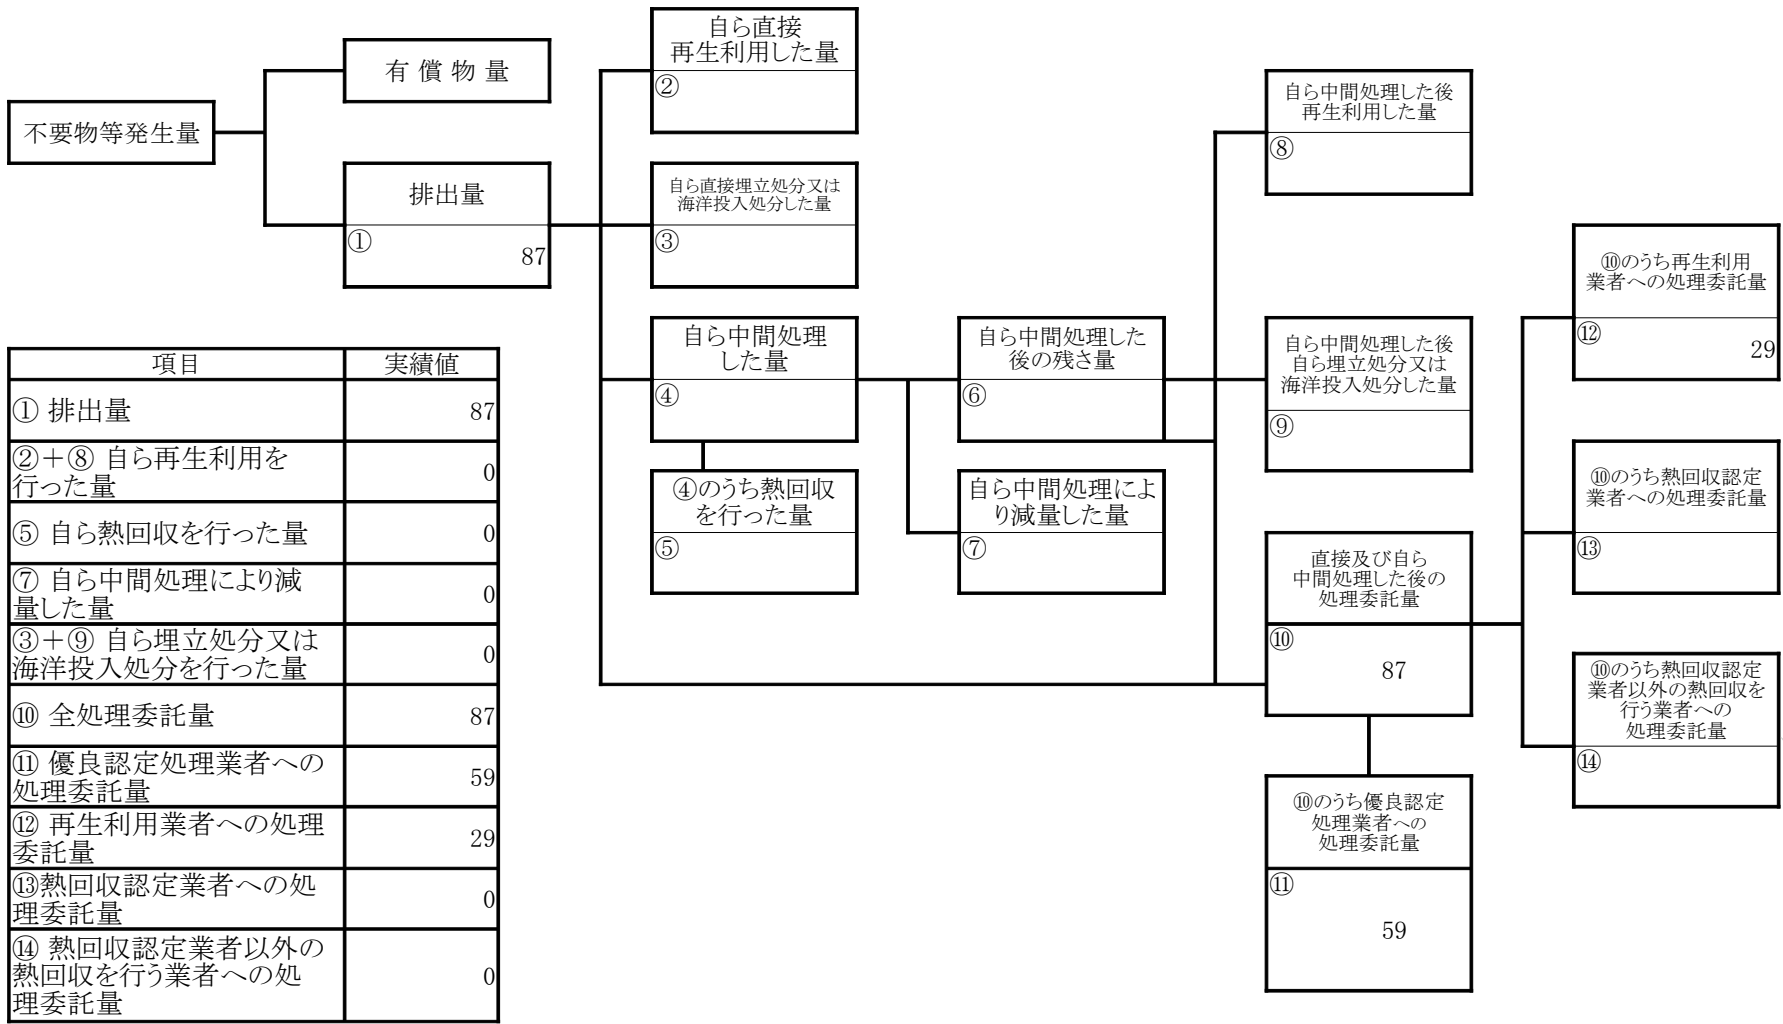 自ら直接
再生利用した量
②
有 償 物 量
自ら中間処理した後
再生利用した量
⑧
不要物等発生量
排出量
①
87
自ら直接埋立処分又は
海洋投入処分した量
③
⑩のうち再生利用
業者への処理委託量
⑫
29
自ら中間処理
した量
④
自ら中間処理した
後の残さ量
⑥
自ら中間処理した後
自ら埋立処分又は
海洋投入処分した量
⑨
④のうち熱回収
を行った量
⑤
自ら中間処理によ
り減量した量
⑦
⑩のうち熱回収認定
業者への処理委託量
⑬
直接及び自ら
中間処理した後の
処理委託量
⑩
87
⑩のうち熱回収認定
業者以外の熱回収を
行う業者への
処理委託量
⑭
⑩のうち優良認定
処理業者への
処理委託量
⑪
59
項目 実績値
① 排出量 87
②＋⑧ 自ら再生利用を
行った量 0
⑤ 自ら熱回収を行った量 0
⑦ 自ら中間処理により減
量した量 0
③＋⑨ 自ら埋立処分又は
海洋投入処分を行った量 0
⑩ 全処理委託量 87
⑪ 優良認定処理業者への
処理委託量 59
⑫ 再生利用業者への処理
委託量 29
⑬熱回収認定業者への処
理委託量 0
⑭ 熱回収認定業者以外の
熱回収を行う業者への処
理委託量 0